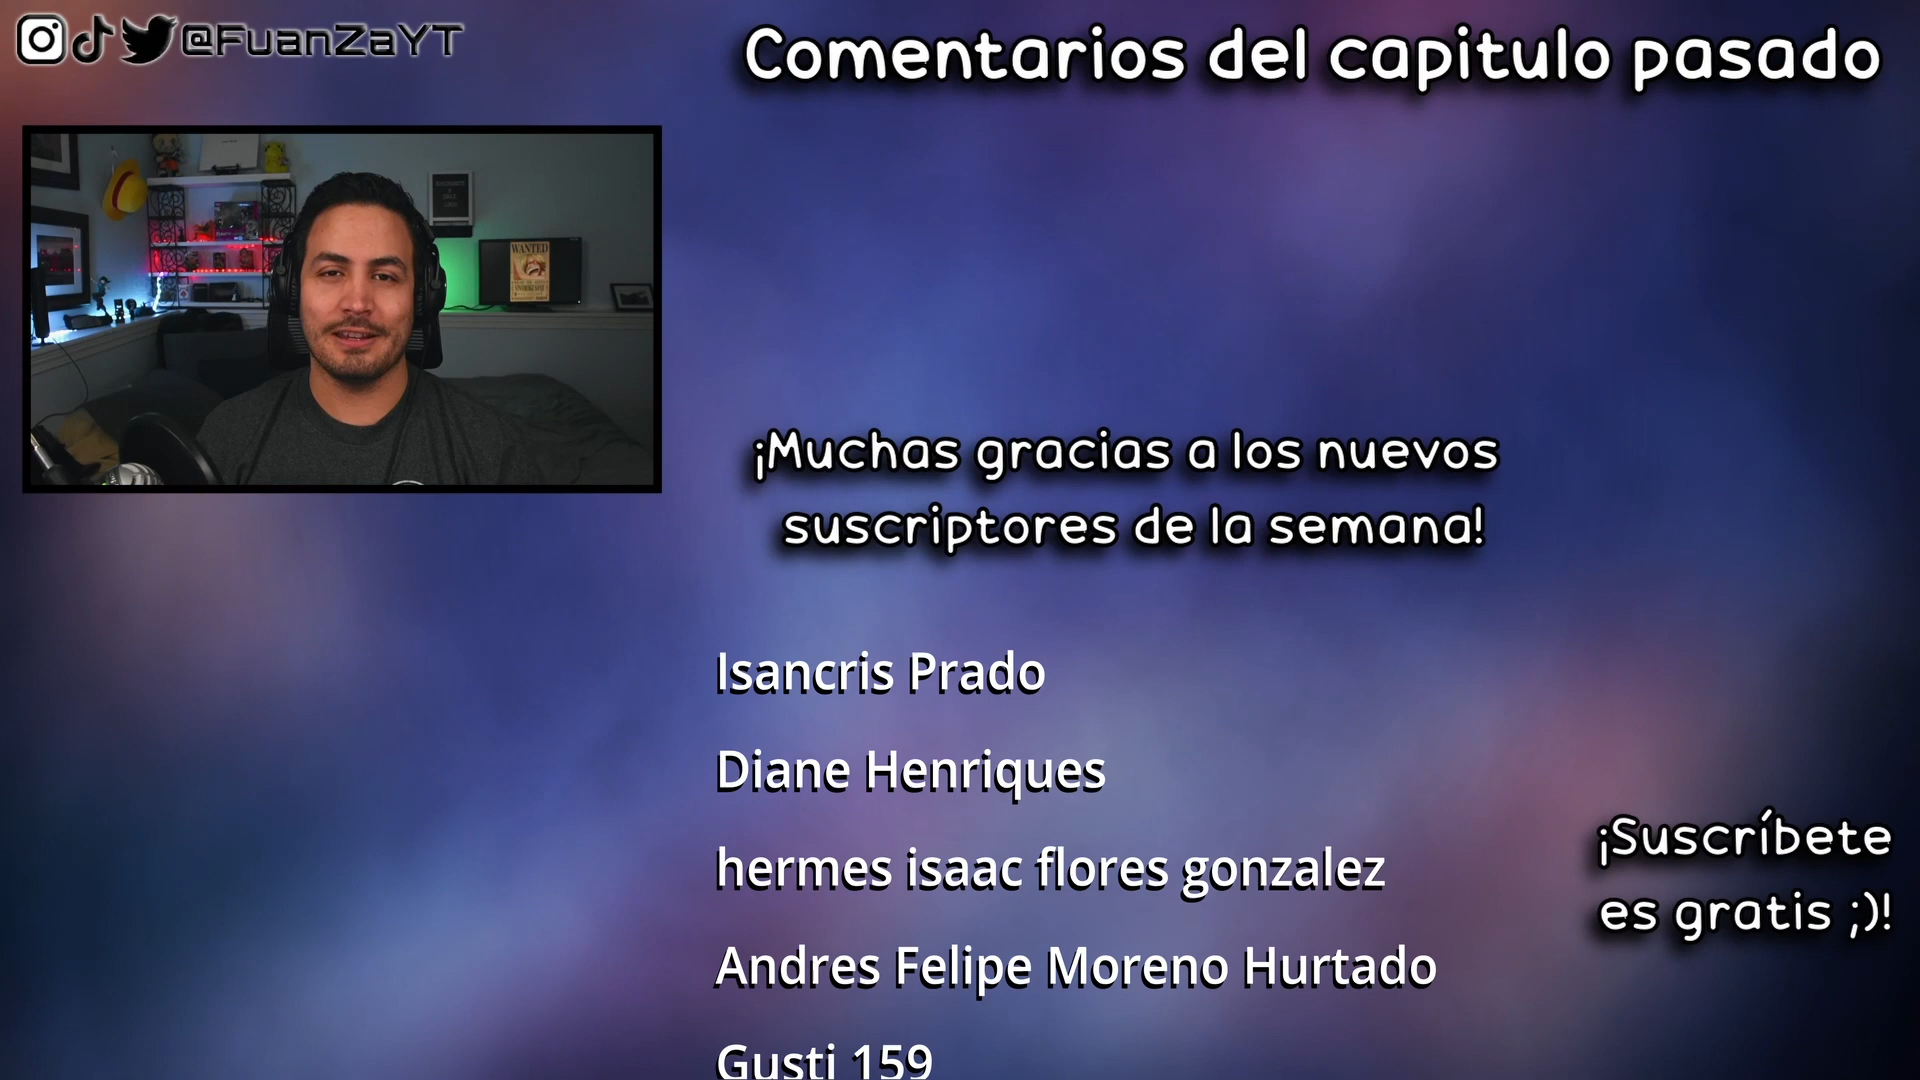 @FuanZaYT
Comentarios del capitulo pasado
WANTED
¡Muchas gracias a los nuevos
suscriptores de la semana!
Isancris Prado
Diane Henriques
hermes isaac flores gonzalez
Andres Felipe Moreno Hurtado
Gusti 159
¡Suscríbete
es gratis ;)!